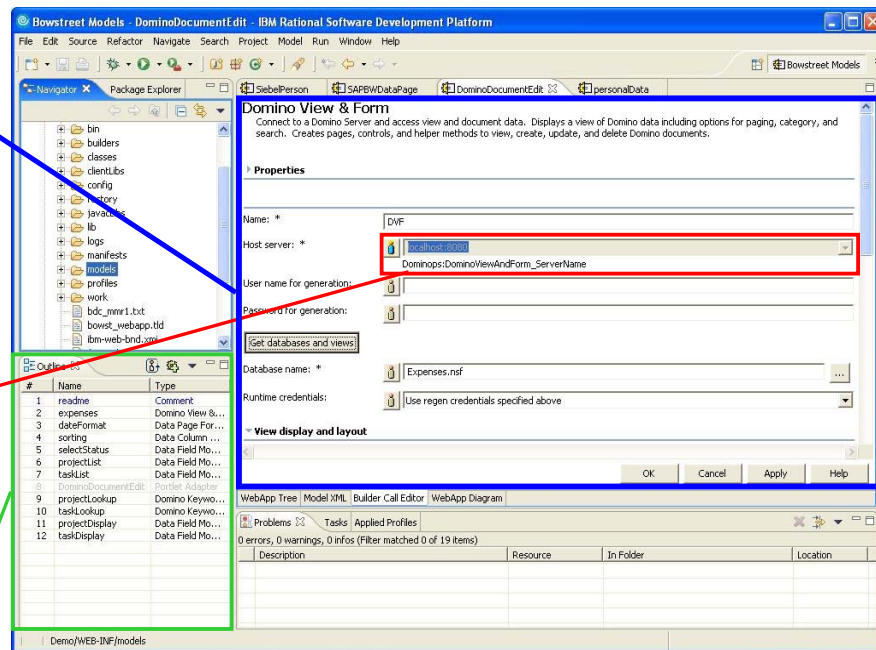 Bowstreet Models - DominoDocumentEdit - IBM Rational Software Development Platform
File Edit Source Refactor Navigate Search Project Model Run Window Help
Bowstreet Models
Navigator
Package Explorer
SiebelPerson
SAPBWDataPage
DominoDocumentEdit
personalData
bin
builders
classes
clientLibs
config
lib
logs
manifests
models
profiles
work
bdc_mmr1.txt
bowst_webapp.tld
ibm-web-bnd.xmi
Domino View & Form
Connect to a Domino Server and access view and document data. Displays a view of Domino data including options for paging, category, and
search. Creates pages, controls, and helper methods to view, create, update, and delete Domino documents.
Properties
Name: *
DVF
Host server: *
localhost:8080
Dominops:DominoViewAndForm_ServerName
User name for generation:
Password for generation:
Get databases and views
Database name: *
Expenses.nsf
...
Runtime credentials:
Use regen credentials specified above
View display and layout
OK Cancel Apply Help
WebApp Tree Model XML Builder Call Editor WebApp Diagram
Outline
# Name Type
1 readme Comment
2 expenses Domino View &...
3 dateFormat Data Page For...
4 sorting Data Column ...
5 selectStatus Data Field Mo...
6 projectList Data Field Mo...
7 taskList Data Field Mo...
8 DominoDocumentEdit Portlet Adapter
9 projectLookup Domino Keywo...
10 taskLookup Domino Keywo...
11 projectDisplay Data Field Mo...
12 taskDisplay Data Field Mo...
Problems Tasks Applied Profiles
0 errors, 0 warnings, 0 infos (Filter matched 0 of 19 items)
Description Resource In Folder Location
Demo/WEB-INF/models